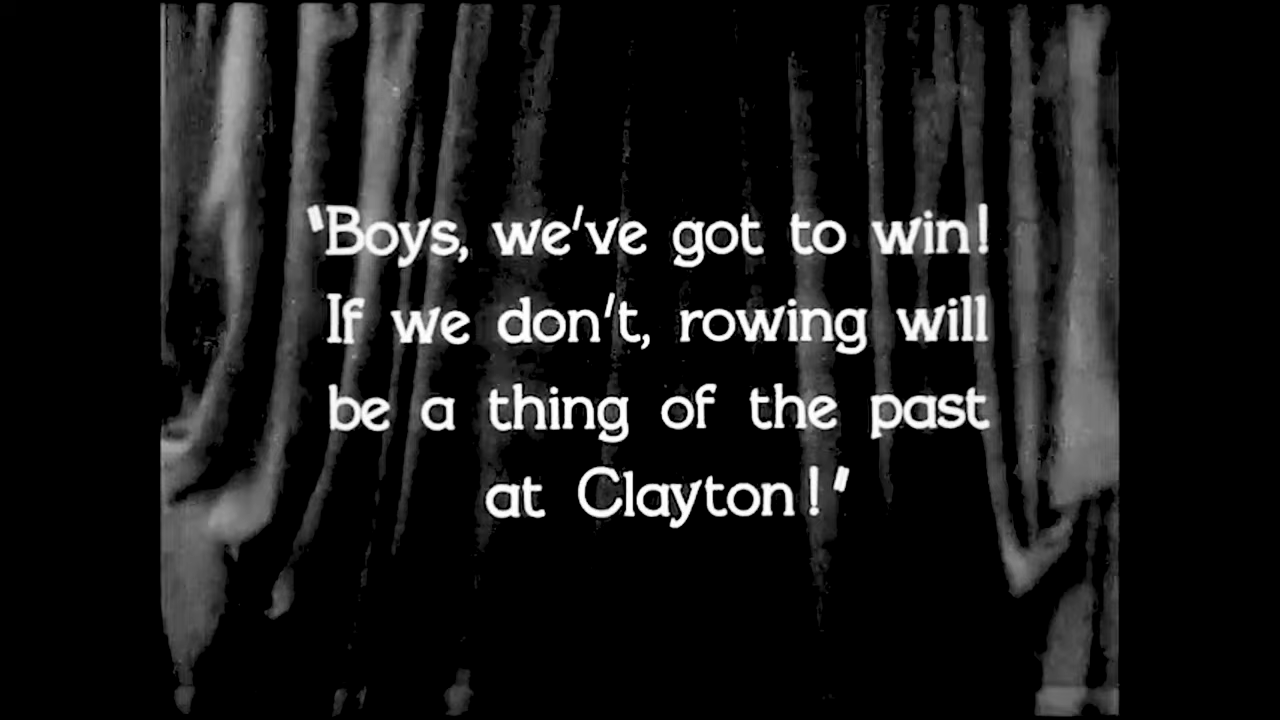 "Boys, we've got to win!
If we don't, rowing will
be a thing of the past
at Clayton!"